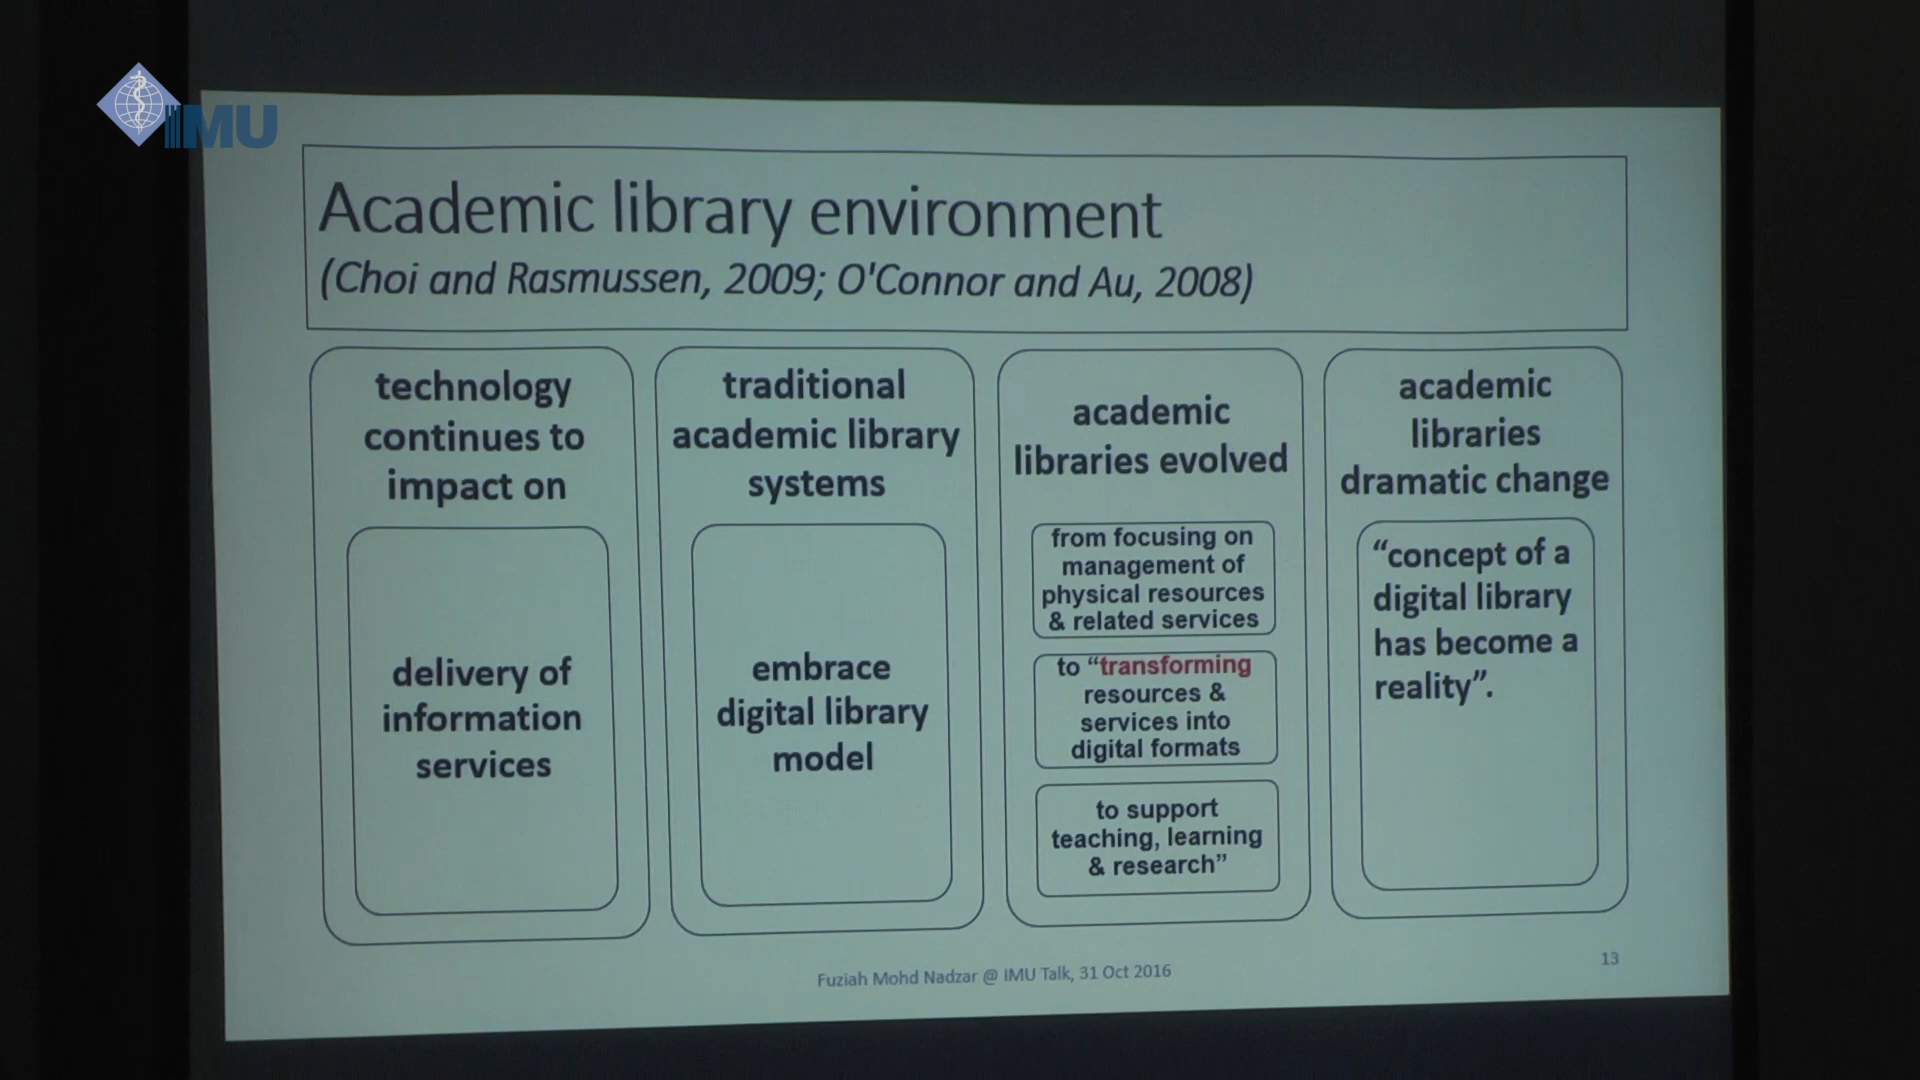 IMU
Academic library environment
(Choi and Rasmussen, 2009; O'Connor and Au, 2008)
technology
continues to
impact on
delivery of
information
services
traditional
academic library
systems
embrace
digital library
model
academic
libraries evolved
from focusing on
management of
physical resources
& related services
to “transforming
resources &
services into
digital formats
to support
teaching, learning
& research”
academic
libraries
dramatic change
“concept of a
digital library
has become a
reality”.
Fuziah Mohd Nadzar @ IMU Talk, 31 Oct 2016
13